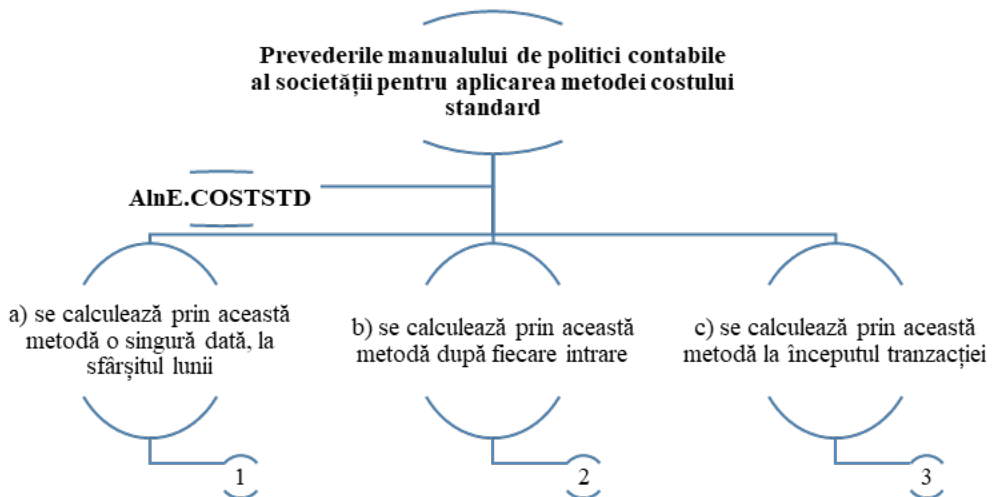 Prevederile manualului de politici contabile
al societății pentru aplicarea metodei costului
standard
AlnE.COSTSTD
a) se calculează prin această
metodă o singură dată, la
sfârșitul lunii
b) se calculează prin această
metodă după fiecare intrare
c) se calculează prin această
metodă la începutul tranzacției
1
2
3